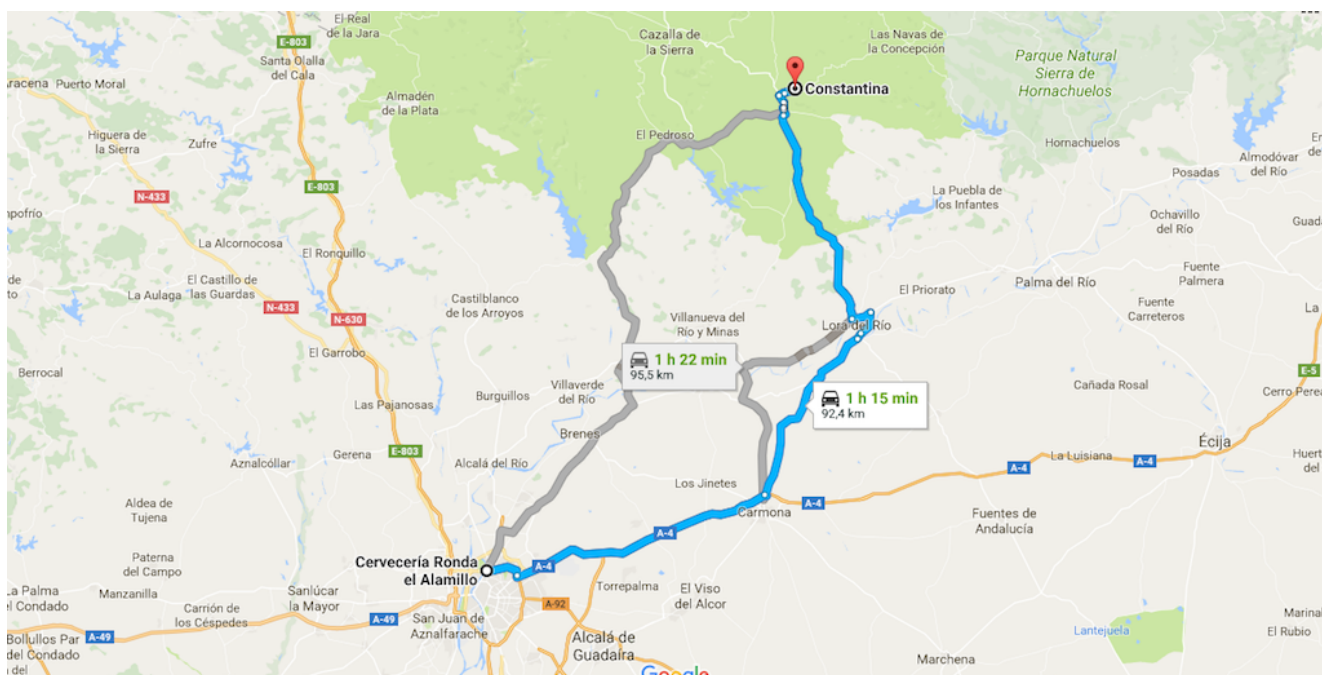 El Real
de la Jara
E-803
Santa Olalla
del Cala
Cazalla de
la Sierra
Las Navas de
la Concepción
Parque Natural
Sierra de
Hornachuelos
Aracena
Puerto Moral
Almadén
de la Plata
Constantina
Higuera de
la Sierra
Zufre
El Pedroso
Hornachuelos
Almodóvar
del Río
Posadas
N-433
E-803
La Puebla de
los Infantes
Ochavillo
del Río
La Alcornocosa
El Ronquillo
El Castillo de
las Guardas
La Aulaga
N-433
N-630
Castilblanco
de los Arroyos
El Priorato
Palma del Río
Fuente
Palmera
Fuente
Carreteros
Villanueva del
Río y Minas
Lora del Río
El Garrobo
1 h 22 min
95,5 km
Berrocal
Las Pajanosas
Burguillos
Villaverde
del Río
1 h 15 min
92,4 km
Cañada Rosal
E-5
Brenes
Écija
Gerena
E-803
Aznalcóllar
Alcalá del Río
La Luisiana
A-4
A-4
Los Jinetes
Carmona
A-4
Aldea de
Tujena
Fuentes de
Andalucía
A-4
Paterna
del Campo
Cervecería Ronda
el Alamillo
A-4
Torrepalma
El Viso
del Alcor
La Palma
el Condado
Manzanilla
Sanlúcar
la Mayor
Carrión de
los Céspedes
A-49
A-92
San Juan de
Aznalfarache
A-49
Bollullos Par
del Condado
Alcalá de
Guadaíra
Lantejuela
El Rubio
Marchena
Google